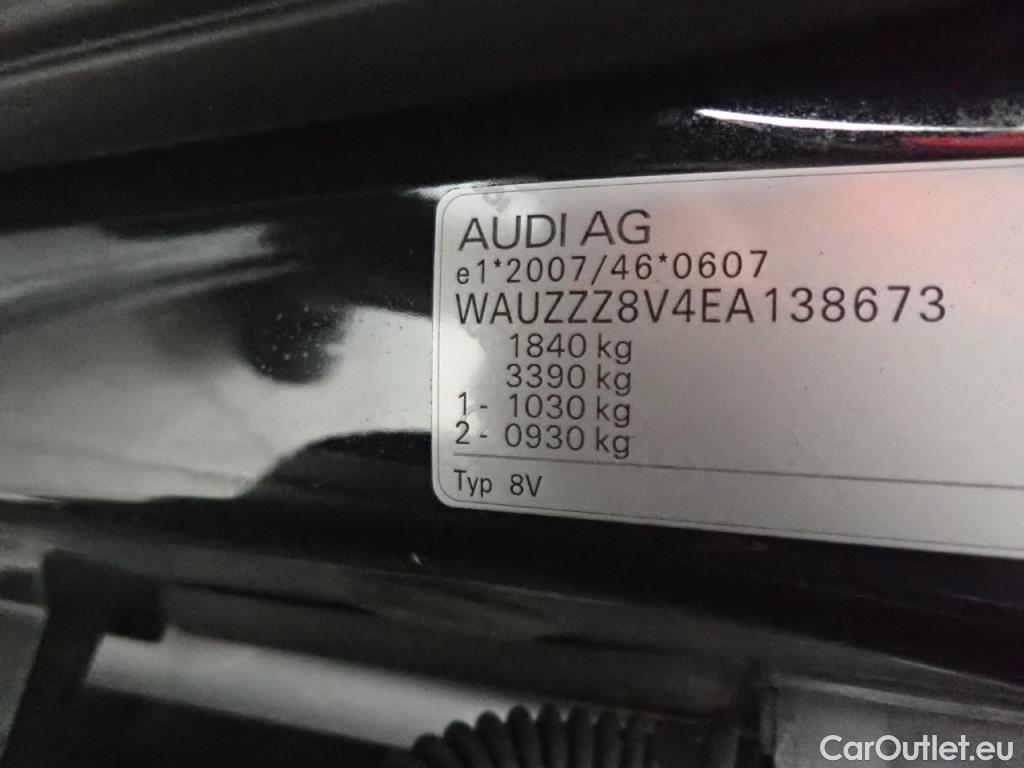 AUDI AG
e1*2007/46*0607
WAUZZZ8V4EA138673
1840 kg
3390 kg
1- 1030 kg
2- 0930 kg
Typ 8V
CarOutlet.eu